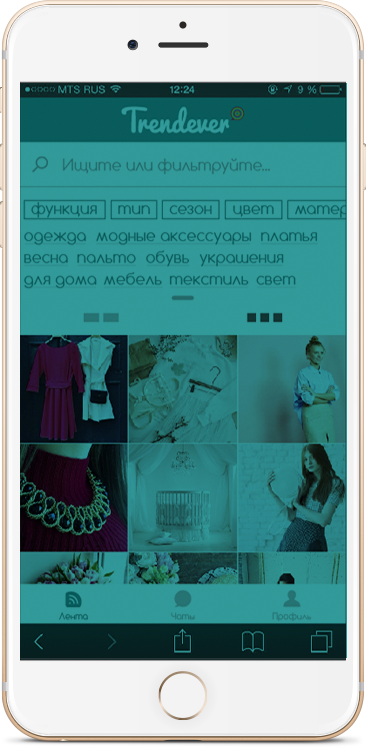 MTS RUS 12:24 9 %
Trendever
Ищите или фильтруйте...
функция тип сезон цвет матер
одежда модные аксессуары платья
весна пальто обувь украшения
для дома мебель текстиль свет
Лента Чаты Профиль